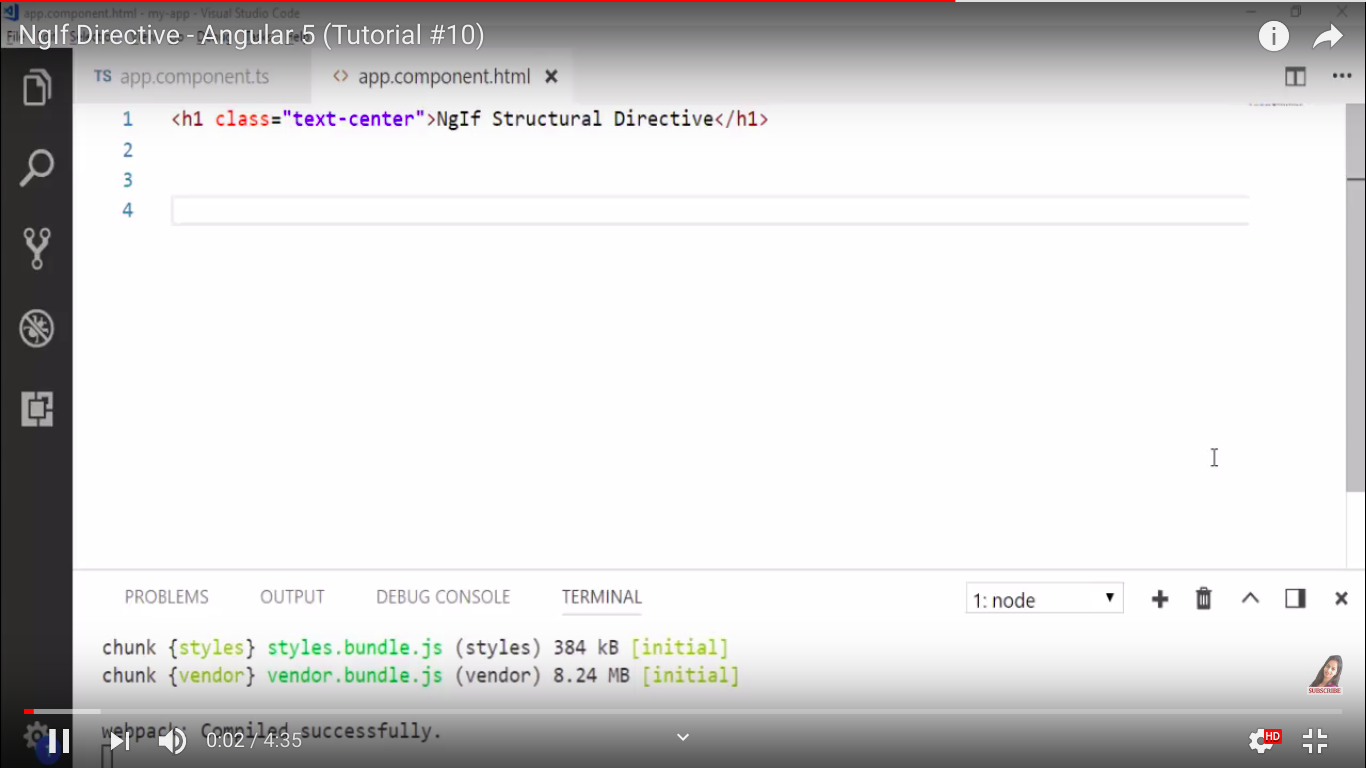 app.component.html - my-app - Visual Studio Code
NgIf Directive - Angular 5 (Tutorial #10)
TS app.component.ts
<> app.component.html
1 <h1 class="text-center">NgIf Structural Directive</h1>
2
3
4
PROBLEMS OUTPUT DEBUG CONSOLE TERMINAL
1: node
chunk {styles} styles.bundle.js (styles) 384 kB [initial]
chunk {vendor} vendor.bundle.js (vendor) 8.24 MB [initial]
SUBSCRIBE
webpack: Compiled successfully.
0:02 / 4:35
HD